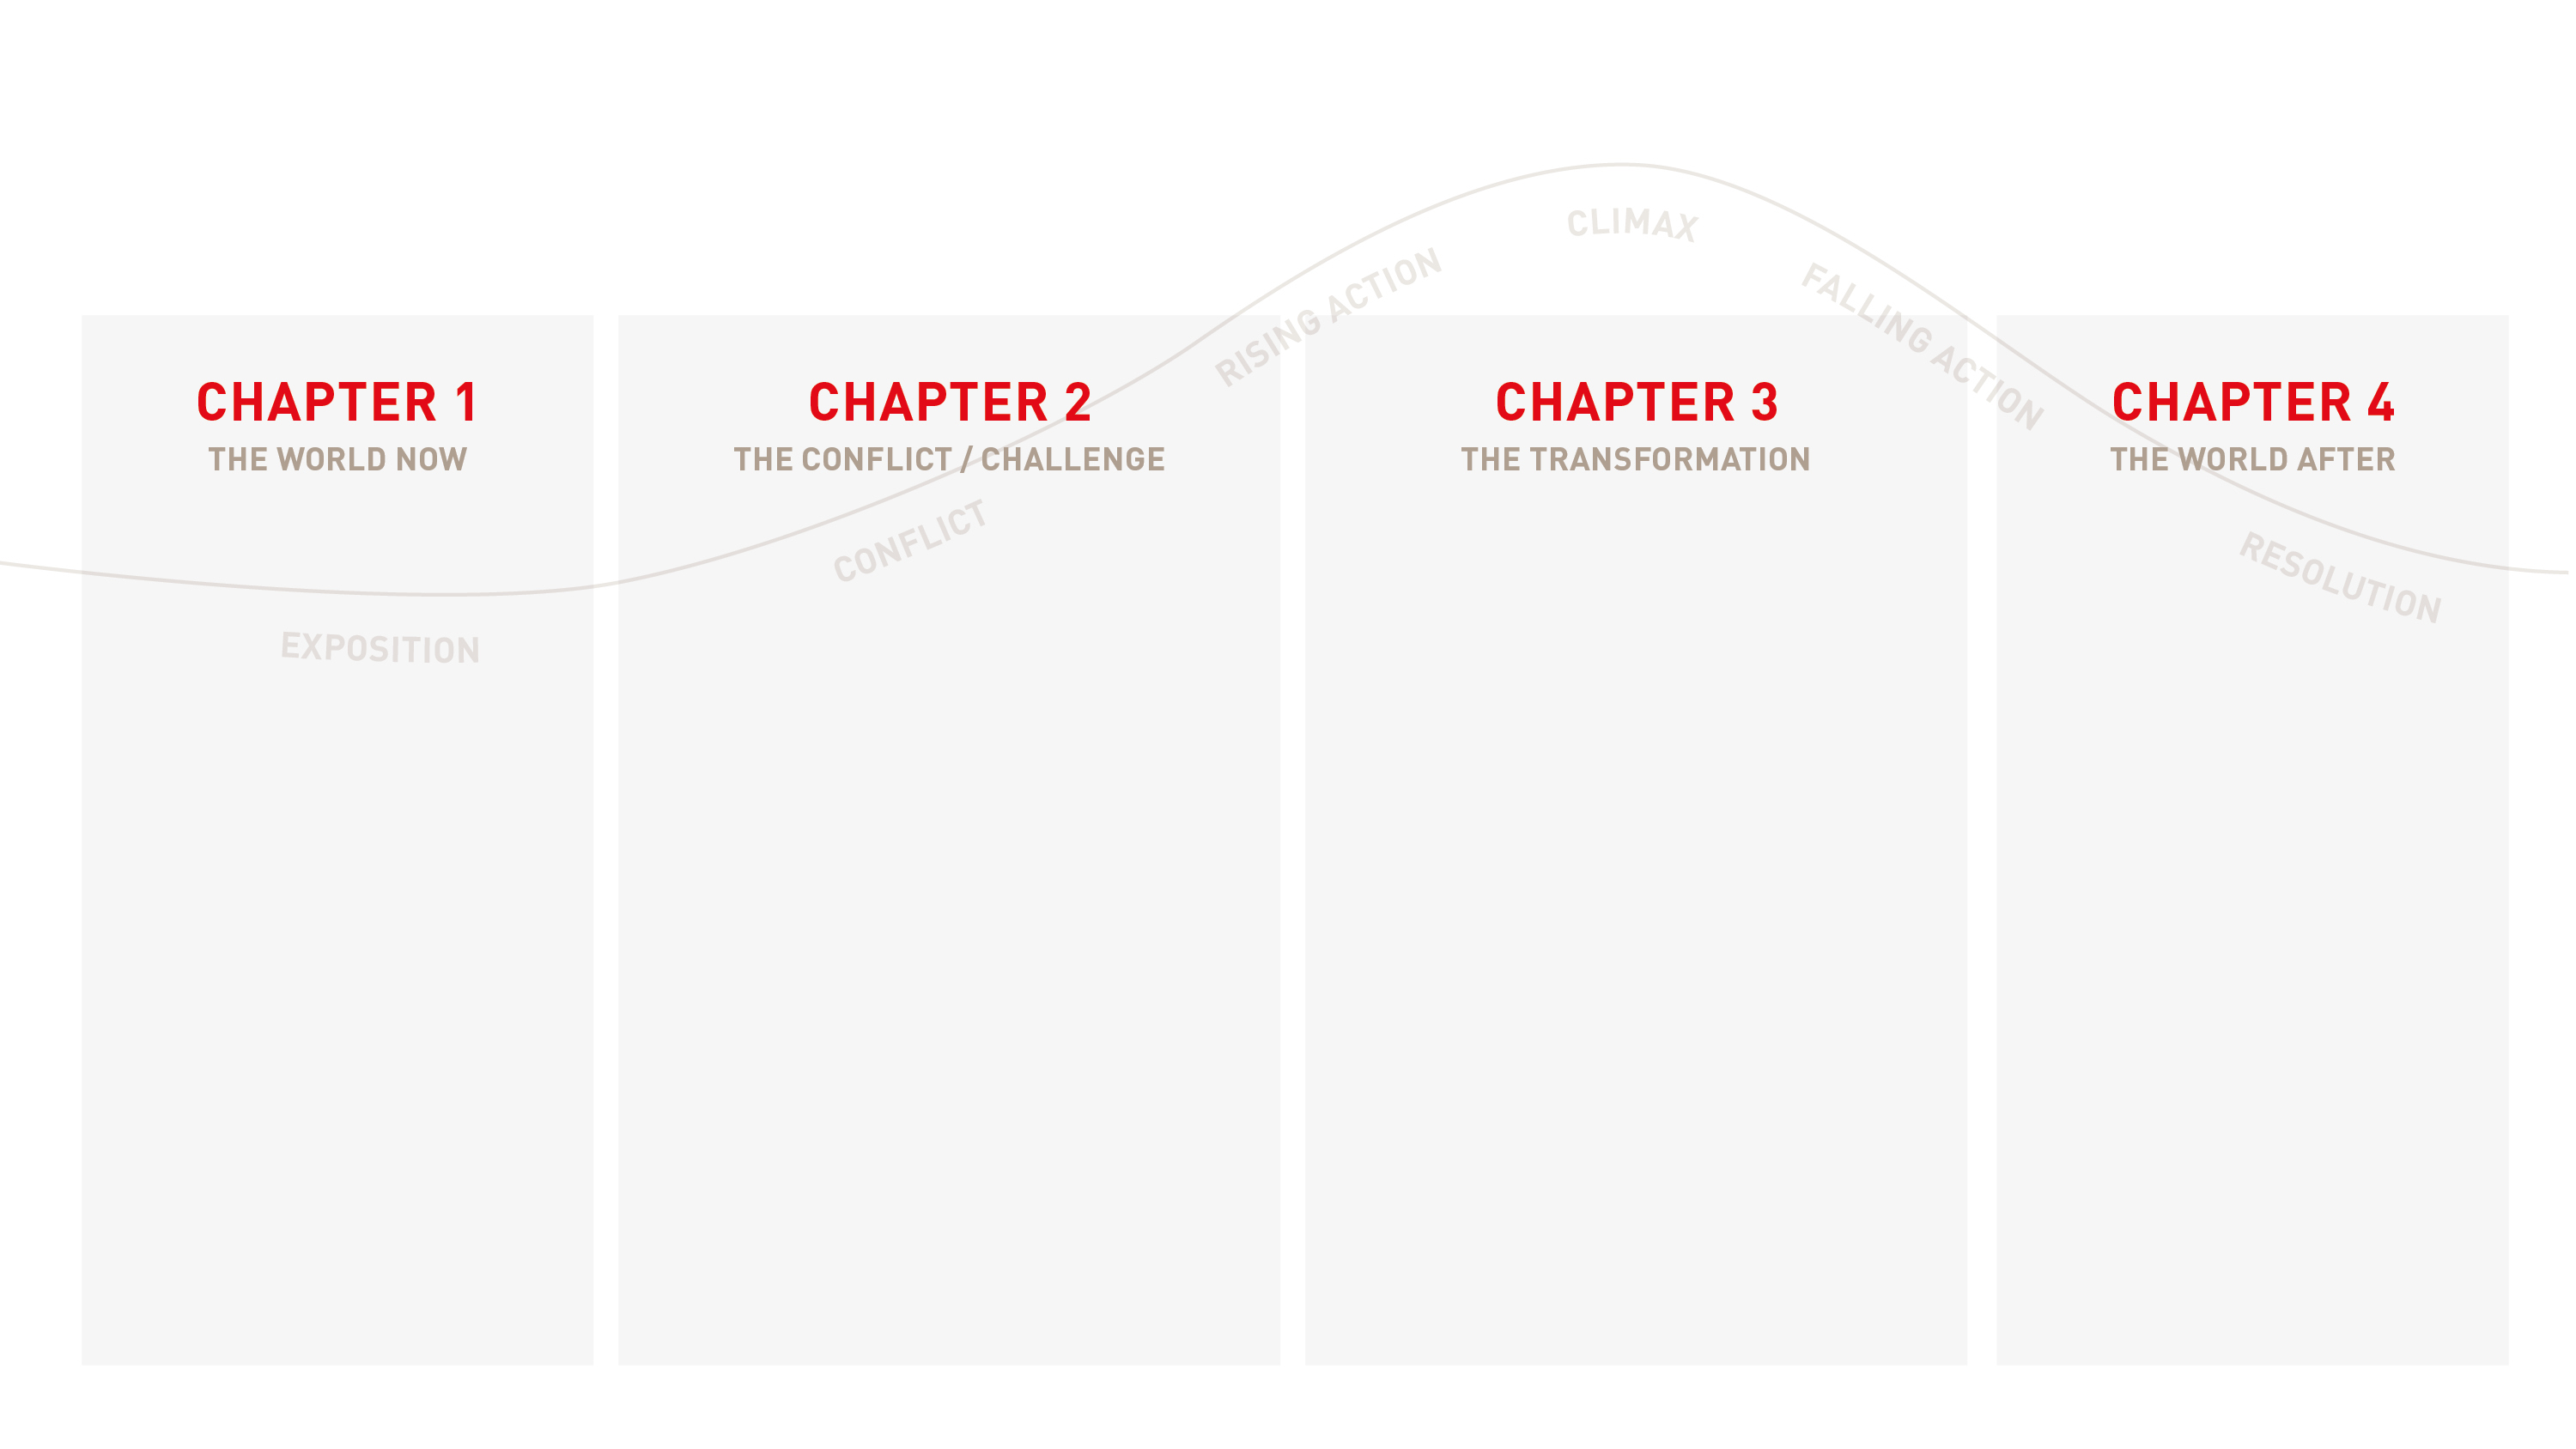 CLIMAX
RISING ACTION
FALLING ACTION
CHAPTER 1
THE WORLD NOW
CHAPTER 2
THE CONFLICT / CHALLENGE
CHAPTER 3
THE TRANSFORMATION
CHAPTER 4
THE WORLD AFTER
CONFLICT
RESOLUTION
EXPOSITION